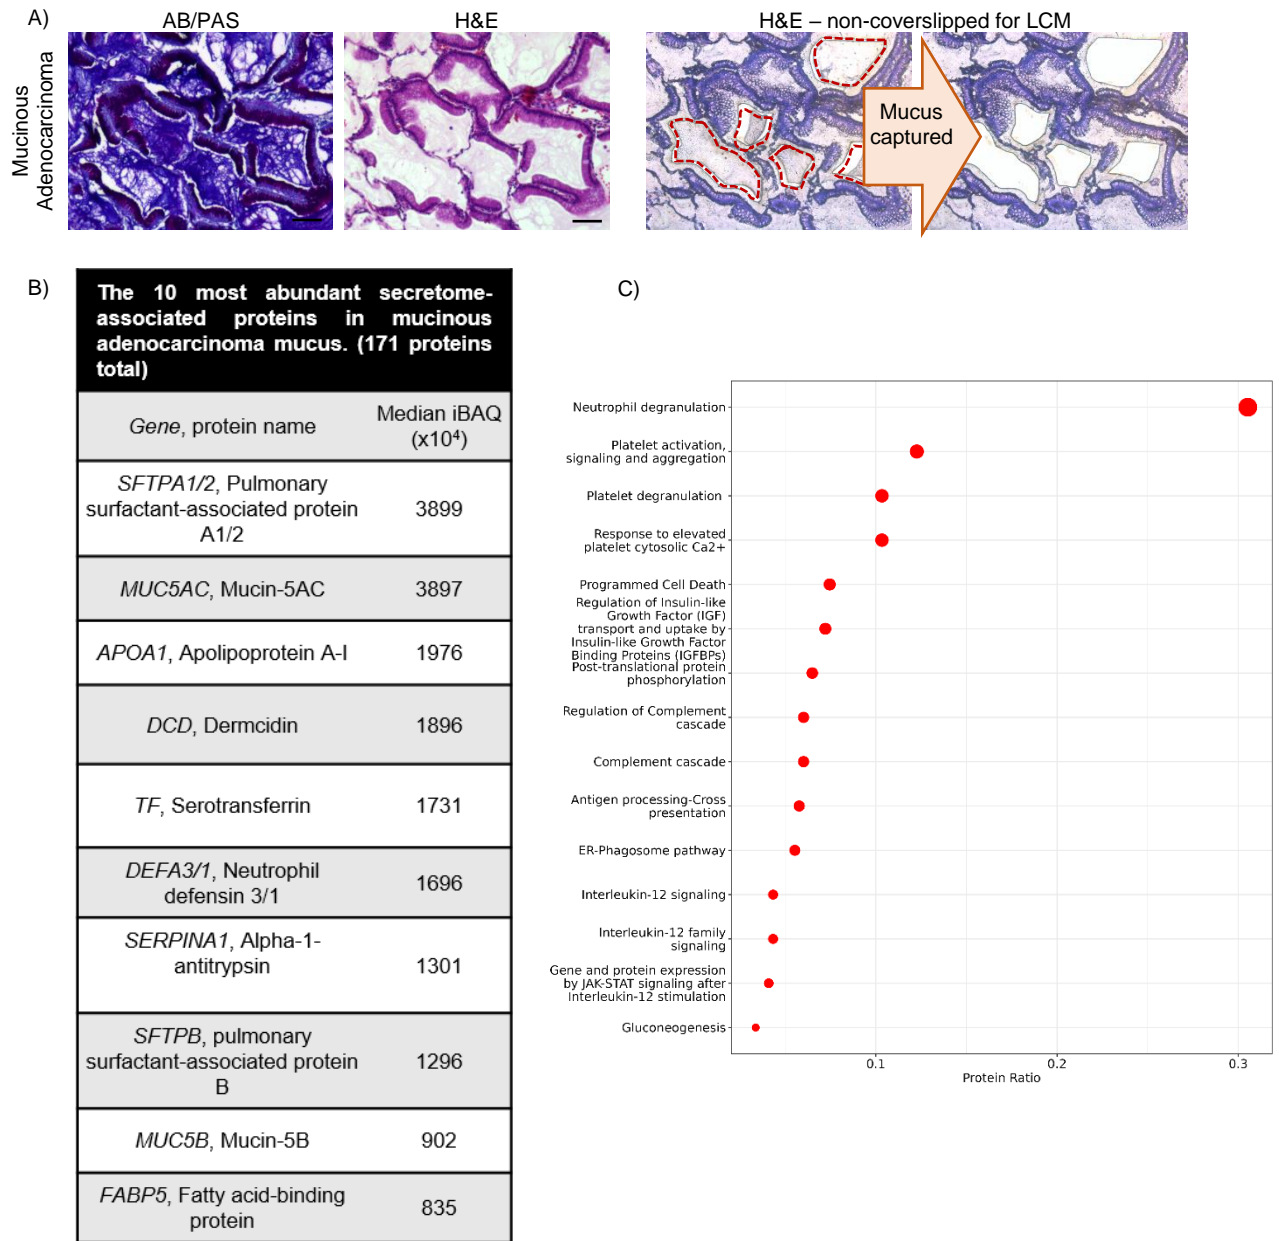 A)
AB/PAS
H&E
H&E – non-coverslipped for LCM
Mucinous
Adenocarcinoma
Mucus
captured
B)
The 10 most abundant secretome-
associated proteins in mucinous
adenocarcinoma mucus. (171 proteins
total)
Gene, protein name
Median iBAQ
(x10⁴)
SFTPA1/2, Pulmonary
surfactant-associated protein
A1/2
3899
MUC5AC, Mucin-5AC
3897
APOA1, Apolipoprotein A-I
1976
DCD, Dermcidin
1896
TF, Serotransferrin
1731
DEFA3/1, Neutrophil
defensin 3/1
1696
SERPINA1, Alpha-1-
antitrypsin
1301
SFTPB, pulmonary
surfactant-associated protein
B
1296
MUC5B, Mucin-5B
902
FABP5, Fatty acid-binding
protein
835
C)
Neutrophil degranulation
Platelet activation,
signaling and aggregation
Platelet degranulation
Response to elevated
platelet cytosolic Ca2+
Programmed Cell Death
Regulation of Insulin-like
Growth Factor (IGF)
transport and uptake by
Insulin-like Growth Factor
Binding Proteins (IGFBPs)
Post-translational protein
phosphorylation
Regulation of Complement
cascade
Complement cascade
Antigen processing-Cross
presentation
ER-Phagosome pathway
Interleukin-12 signaling
Interleukin-12 family
signaling
Gene and protein expression
by JAK-STAT signaling after
Interleukin-12 stimulation
Gluconeogenesis
0.1
0.2
0.3
Protein Ratio